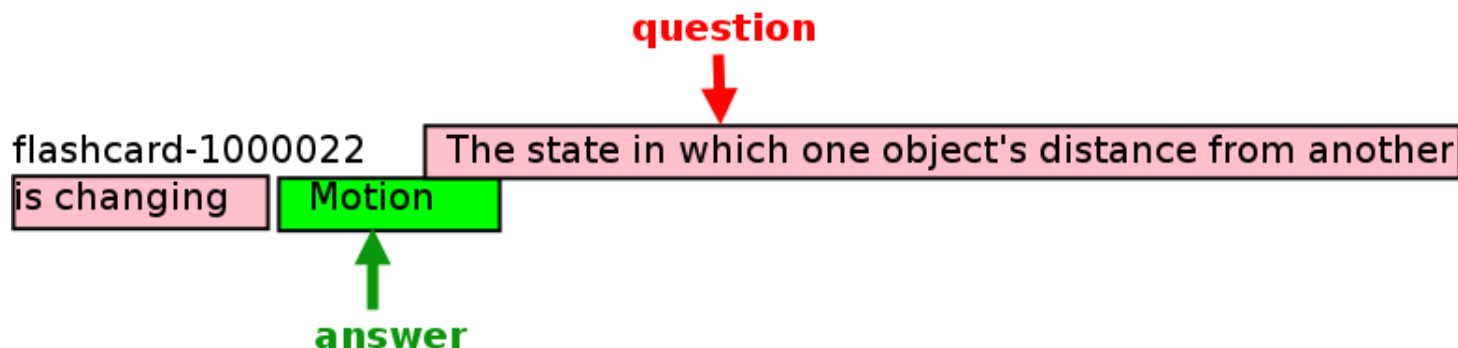 question
flashcard-1000022 The state in which one object's distance from another
is changing Motion
answer